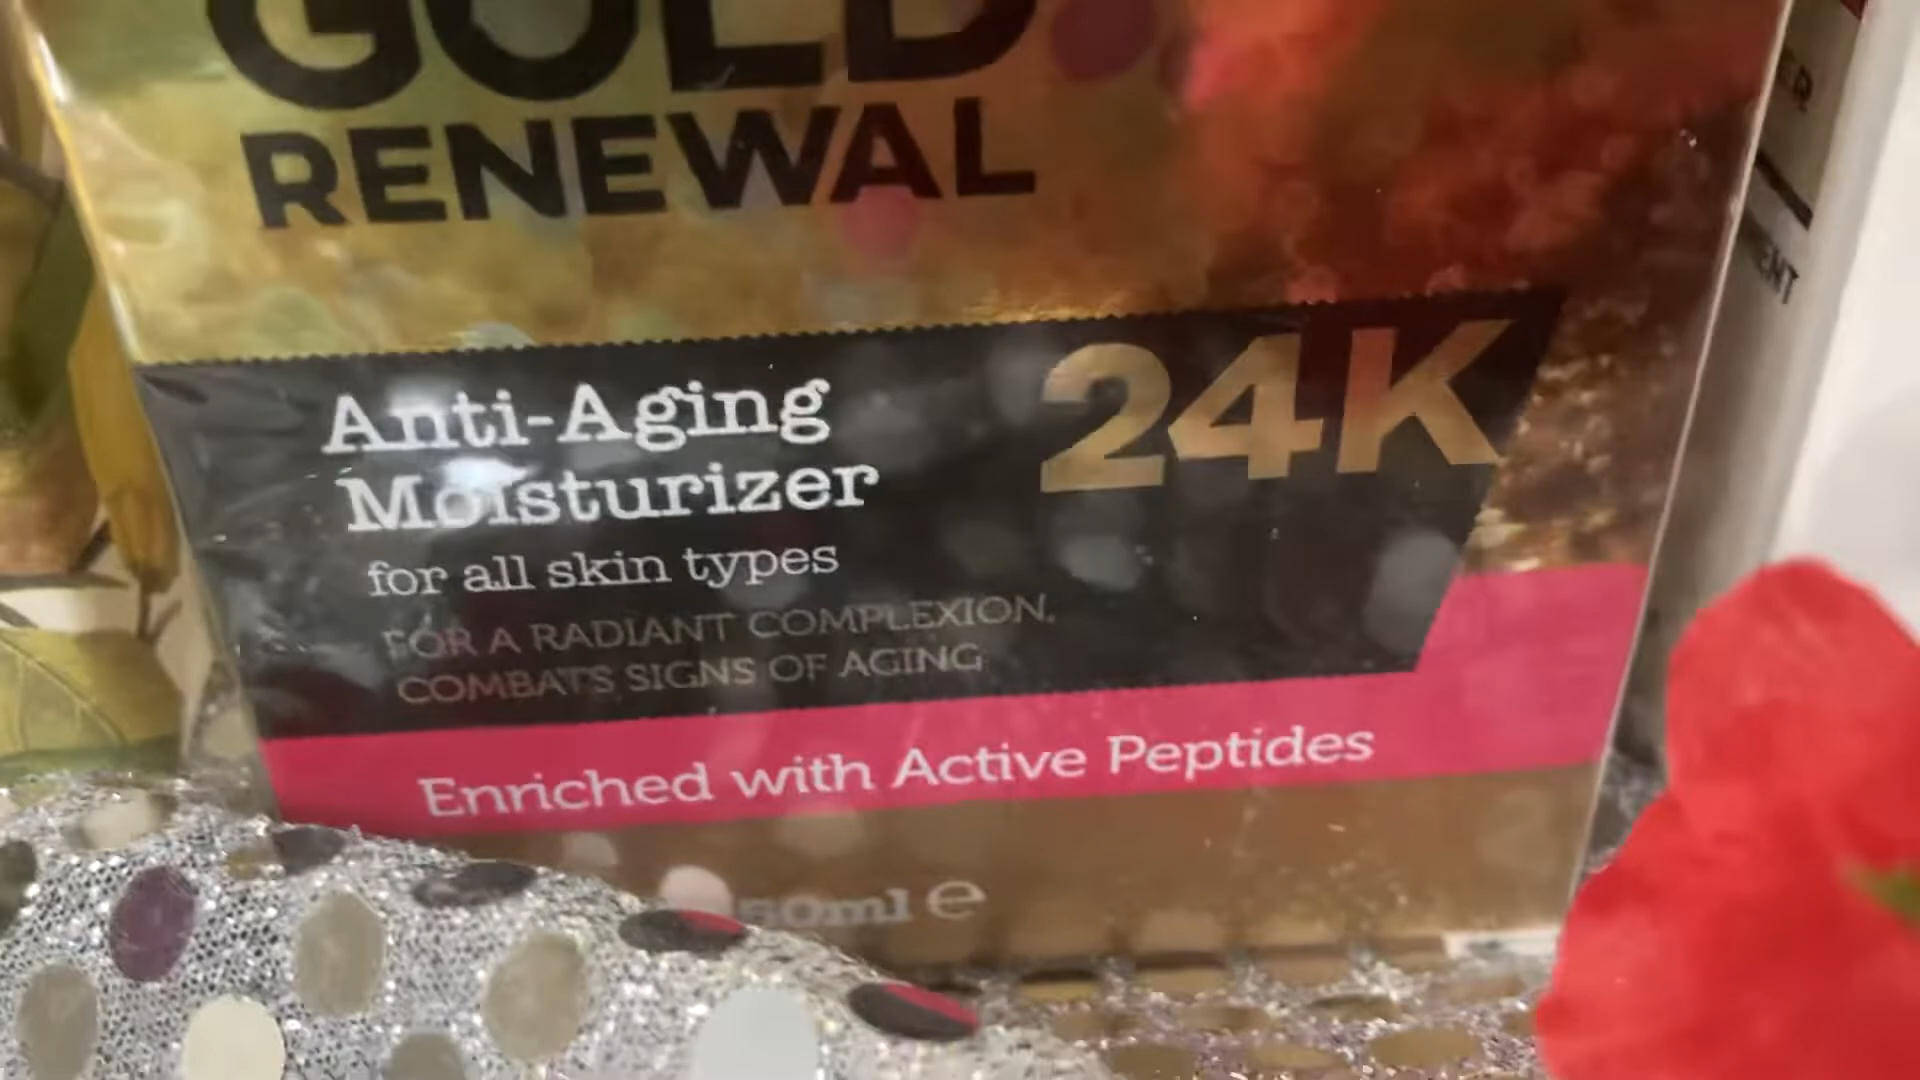 GOLD
RENEWAL
24K
Anti-Aging
Moisturizer
for all skin types
FOR A RADIANT COMPLEXION,
COMBATS SIGNS OF AGING
Enriched with Active Peptides
50ml e